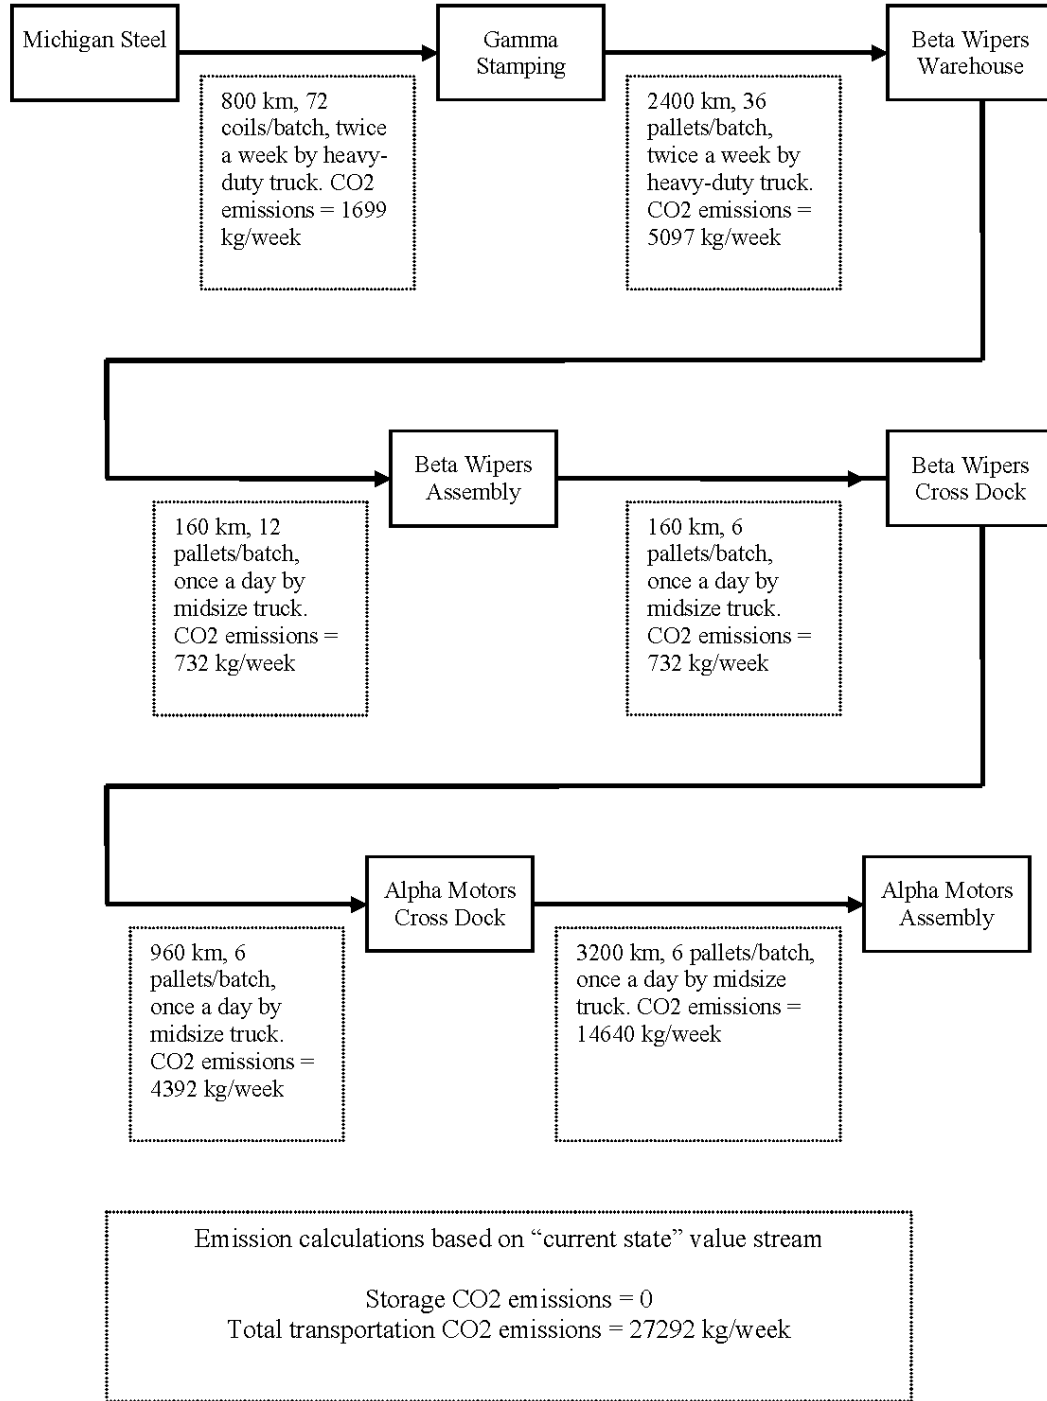 Michigan Steel
Gamma
Stamping
Beta Wipers
Warehouse
800 km, 72
coils/batch, twice
a week by heavy-
duty truck. CO2
emissions = 1699
kg/week
2400 km, 36
pallets/batch,
twice a week by
heavy-duty truck.
CO2 emissions =
5097 kg/week
Beta Wipers
Assembly
Beta Wipers
Cross Dock
160 km, 12
pallets/batch,
once a day by
midsize truck.
CO2 emissions =
732 kg/week
160 km, 6
pallets/batch,
once a day by
midsize truck.
CO2 emissions =
732 kg/week
Alpha Motors
Cross Dock
Alpha Motors
Assembly
960 km, 6
pallets/batch,
once a day by
midsize truck.
CO2 emissions =
4392 kg/week
3200 km, 6 pallets/batch,
once a day by midsize
truck. CO2 emissions =
14640 kg/week
Emission calculations based on “current state” value stream
Storage CO2 emissions = 0
Total transportation CO2 emissions = 27292 kg/week